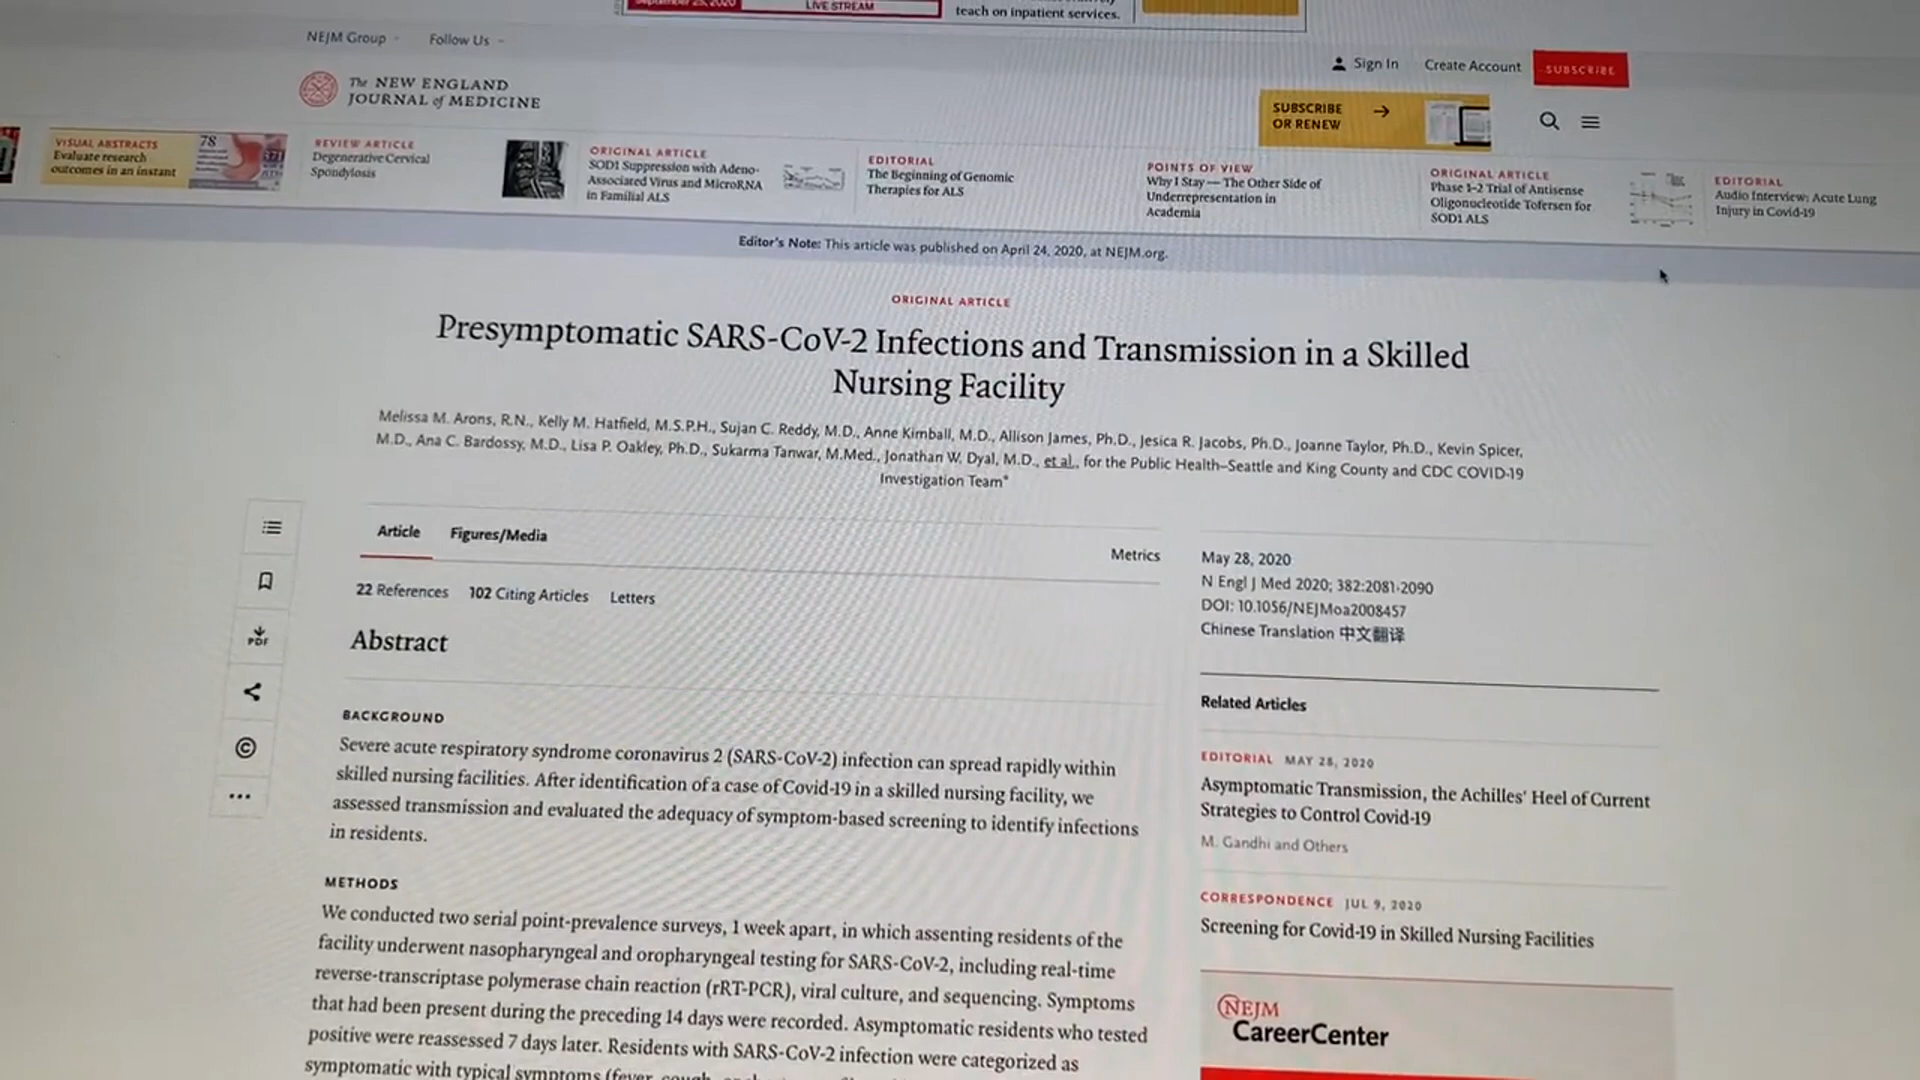 September 23, 2020
LIVE STREAM
teach on inpatient services.
NEJM Group
Follow Us
Sign In
Create Account
SUBSCRIBE
The NEW ENGLAND
JOURNAL of MEDICINE
SUBSCRIBE
OR RENEW
VISUAL ABSTRACTS
Evaluate research
outcomes in an instant
78
REVIEW ARTICLE
Degenerative Cervical
Spondylosis
ORIGINAL ARTICLE
SOD1 Suppression with Adeno-
Associated Virus and MicroRNA
in Familial ALS
EDITORIAL
The Beginning of Genomic
Therapies for ALS
POINTS OF VIEW
Why I Stay — The Other Side of
Underrepresentation in
Academia
ORIGINAL ARTICLE
Phase 1–2 Trial of Antisense
Oligonucleotide Tofersen for
SOD1 ALS
EDITORIAL
Audio Interview: Acute Lung
Injury in Covid-19
Editor's Note: This article was published on April 24, 2020, at NEJM.org.
ORIGINAL ARTICLE
Presymptomatic SARS-CoV-2 Infections and Transmission in a Skilled
Nursing Facility
Melissa M. Arons, R.N., Kelly M. Hatfield, M.S.P.H., Sujan C. Reddy, M.D., Anne Kimball, M.D., Allison James, Ph.D., Jesica R. Jacobs, Ph.D., Joanne Taylor, Ph.D., Kevin Spicer,
M.D., Ana C. Bardossy, M.D., Lisa P. Oakley, Ph.D., Sukarma Tanwar, M.Med., Jonathan W. Dyal, M.D., et al., for the Public Health–Seattle and King County and CDC COVID-19
Investigation Team*
Article
Figures/Media
Metrics
22 References
102 Citing Articles
Letters
May 28, 2020
N Engl J Med 2020; 382:2081-2090
DOI: 10.1056/NEJMoa2008457
Chinese Translation 中文翻译
PDF
Abstract
BACKGROUND
Severe acute respiratory syndrome coronavirus 2 (SARS-CoV-2) infection can spread rapidly within
skilled nursing facilities. After identification of a case of Covid-19 in a skilled nursing facility, we
assessed transmission and evaluated the adequacy of symptom-based screening to identify infections
in residents.
METHODS
We conducted two serial point-prevalence surveys, 1 week apart, in which assenting residents of the
facility underwent nasopharyngeal and oropharyngeal testing for SARS-CoV-2, including real-time
reverse-transcriptase polymerase chain reaction (rRT-PCR), viral culture, and sequencing. Symptoms
that had been present during the preceding 14 days were recorded. Asymptomatic residents who tested
positive were reassessed 7 days later. Residents with SARS-CoV-2 infection were categorized as
symptomatic with typical symptoms (fever, cough,
Related Articles
EDITORIAL MAY 28, 2020
Asymptomatic Transmission, the Achilles' Heel of Current
Strategies to Control Covid-19
M. Gandhi and Others
CORRESPONDENCE JUL 9, 2020
Screening for Covid-19 in Skilled Nursing Facilities
NEJM
CareerCenter